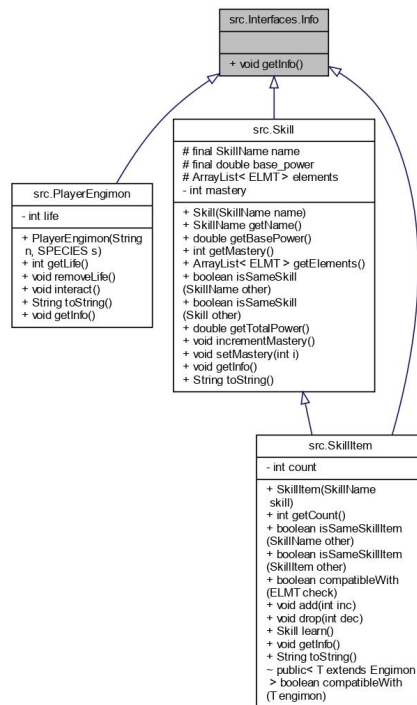 src.Interfaces.Info
+ void getInfo()
src.Skill
# final SkillName name
# final double base_power
# ArrayList< ELMT > elements
- int mastery
+ Skill(SkillName name)
+ SkillName getName()
+ double getBasePower()
+ int getMastery()
+ ArrayList< ELMT > getElements()
+ boolean isSameSkill
(SkillName other)
+ boolean isSameSkill
(Skill other)
+ double getTotalPower()
+ void incrementMastery()
+ void setMastery(int i)
+ void getInfo()
+ String toString()
src.PlayerEngimon
- int life
+ PlayerEngimon(String
n, SPECIES s)
+ int getLife()
+ void removeLife()
+ void interact()
+ String toString()
+ void getInfo()
src.SkillItem
- int count
+ SkillItem(SkillName
skill)
+ int getCount()
+ boolean isSameSkillItem
(SkillName other)
+ boolean isSameSkillItem
(SkillItem other)
+ boolean compatibleWith
(ELMT check)
+ void add(int inc)
+ void drop(int dec)
+ Skill learn()
+ void getInfo()
+ String toString()
~ public< T extends Engimon
> boolean compatibleWith
(T engimon)